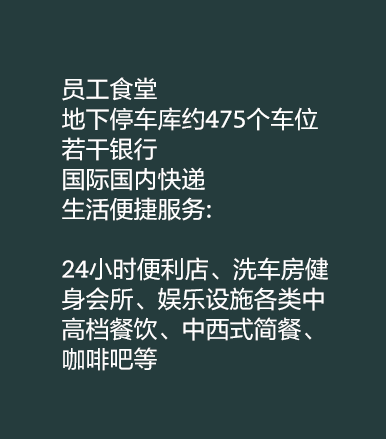 员工食堂
地下停车库约475个车位
若干银行
国际国内快递
生活便捷服务:
24小时便利店、洗车房健
身会所、娱乐设施各类中
高档餐饮、中西式简餐、
咖啡吧等